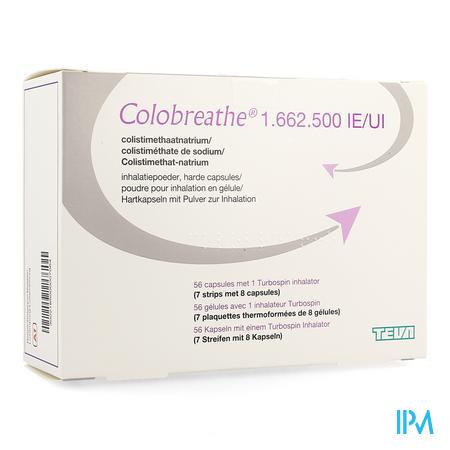 Colobreathe® 1.662.500 IE/UI
colistimethaatnatrium/
colistiméthate de sodium/
Colistimethat-natrium
inhalatiepoeder, harde capsules/
poudre pour inhalation en gélule/
Hartkapseln mit Pulver zur Inhalation
56 capsules met 1 Turbospin inhalator
(7 strips met 8 capsules)
56 gélules avec 1 inhalateur Turbospin
(7 plaquettes thermoformées de 8 gélules)
56 Kapseln mit einem Turbospin Inhalator
(7 Streifen mit 8 Kapseln)
TEVA
IPM